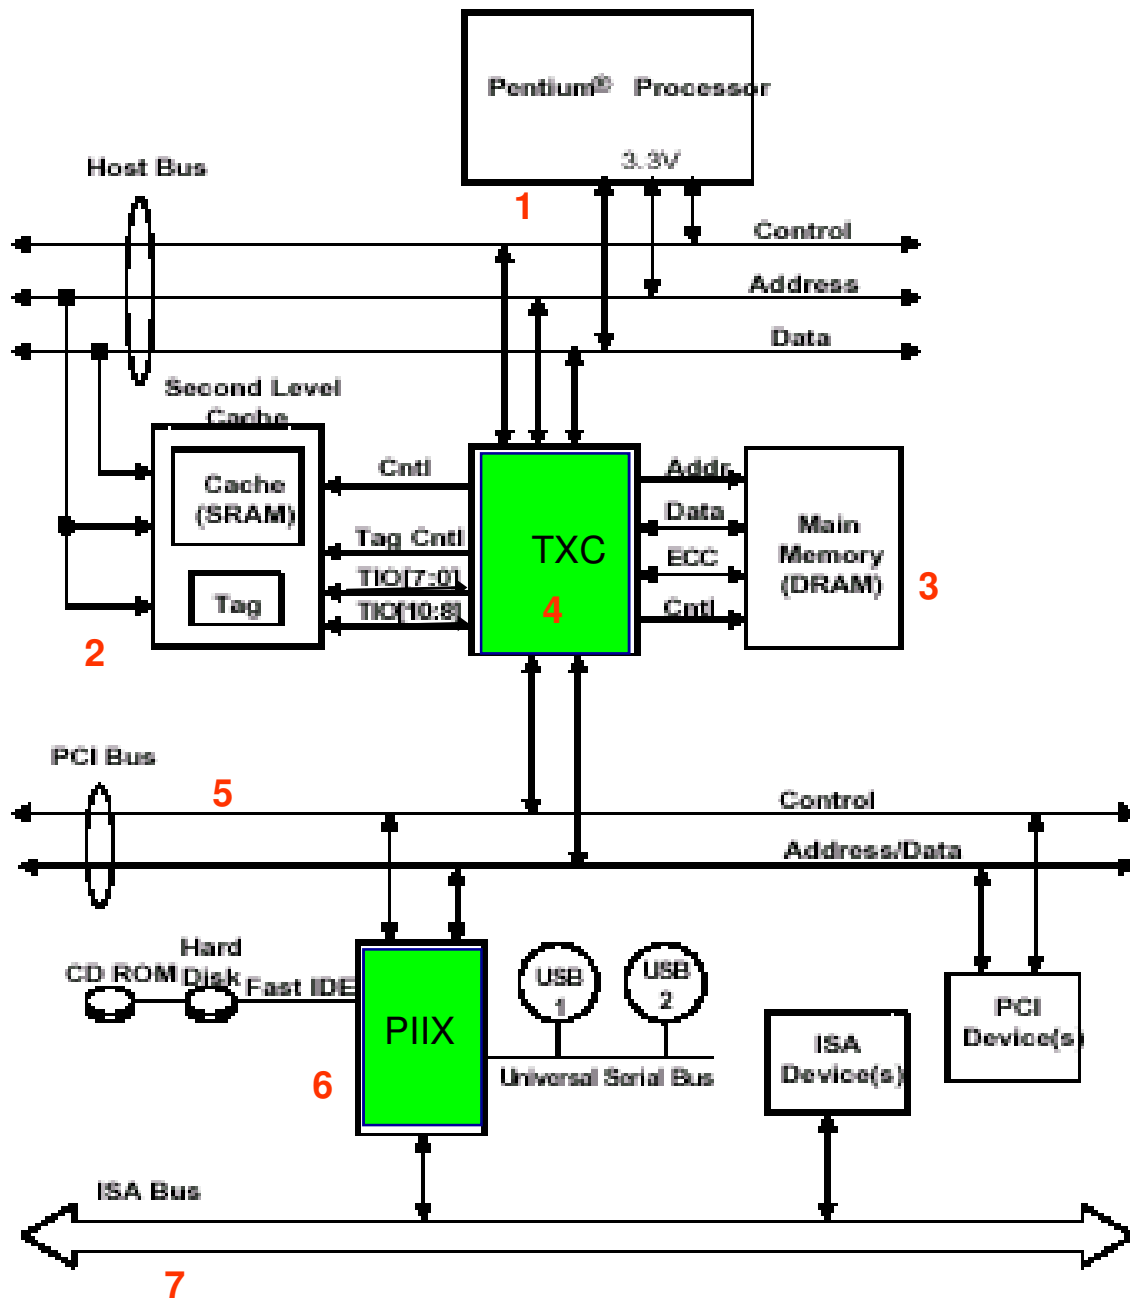 Pentium® Processor
3.3V
Host Bus
1
Control
Address
Data
Second Level
Cache
Cntl
Addr
Cache
(SRAM)
Data
Tag Cntl
TXC
Main
Memory
(DRAM)
ECC
TIO[7:0]
3
Tag
TIO[10:8]
4
Cntl
2
PCI Bus
5
Control
Address/Data
Hard
Disk
CD ROM
Fast IDE
USB
1
USB
2
PIIX
PCI
Device(s)
ISA
Device(s)
6
Universal Serial Bus
ISA Bus
7